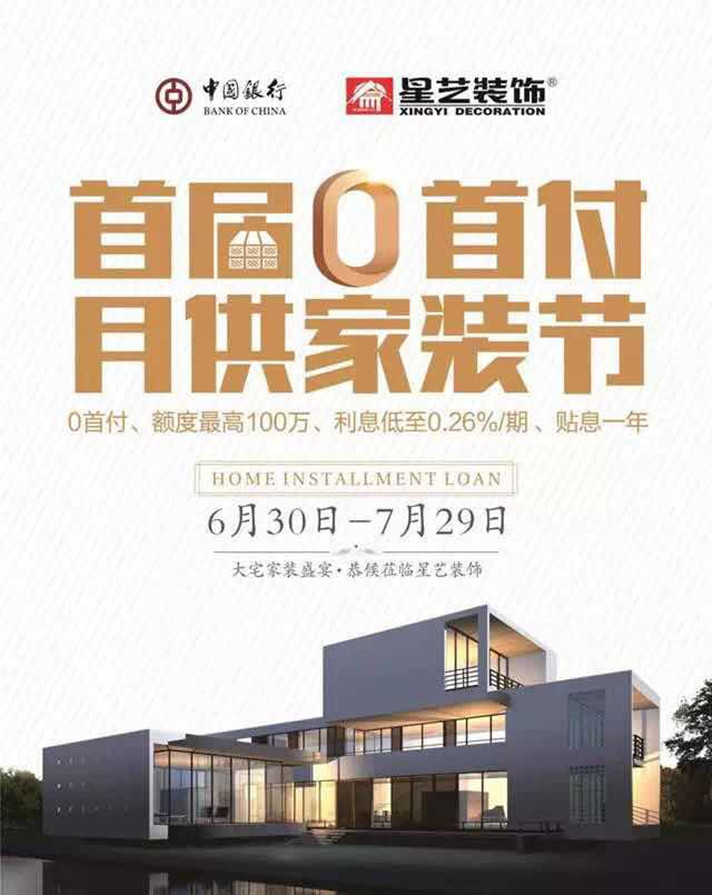 中国银行
BANK OF CHINA
星艺装饰®
XINGYI DECORATION
首届0首付
月供家装节
0首付、额度最高100万、利息低至0.26%/期、贴息一年
HOME INSTALLMENT LOAN
6月30日-7月29日
大宅家装盛宴·恭候莅临星艺装饰